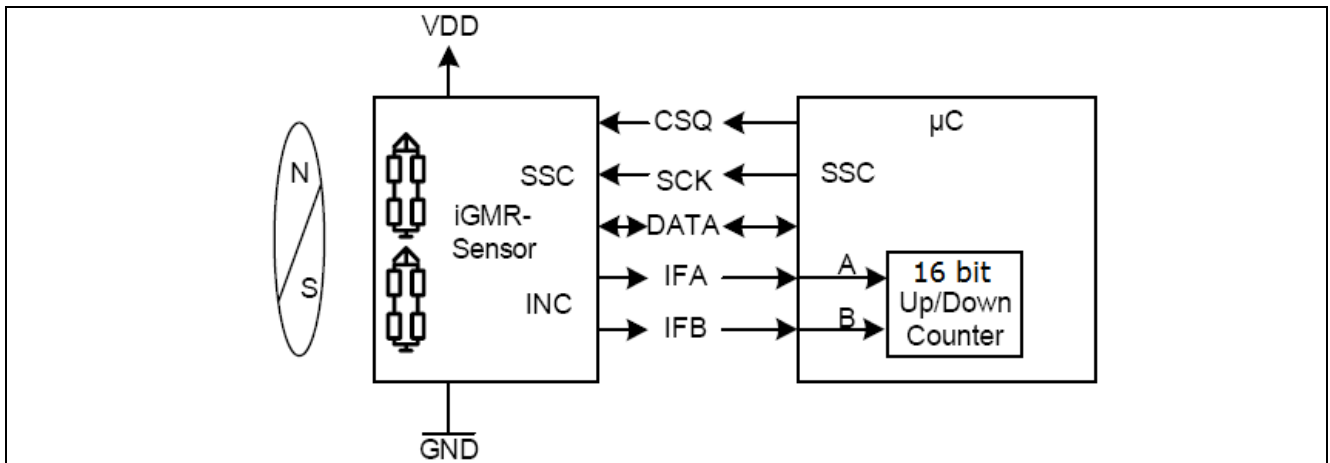 VDD
CSQ
µC
N
SSC
SCK
SSC
iGMR-
Sensor
DATA
S
INC
IFA
A
16 bit
Up/Down
Counter
IFB
B
GND